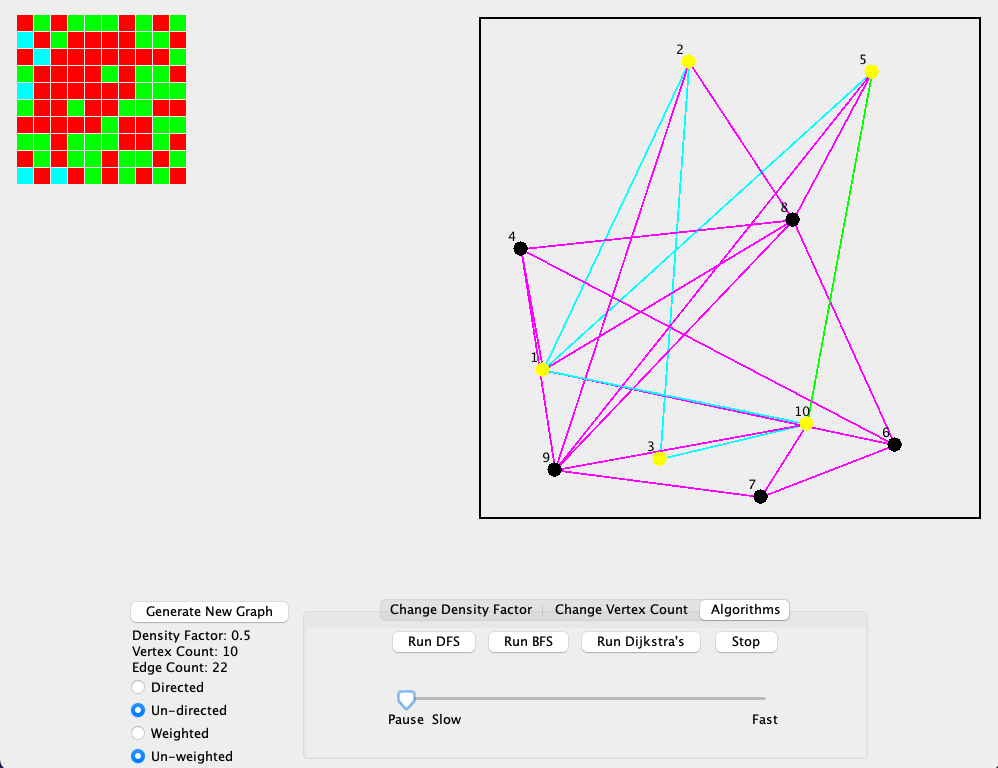 2
5
8
4
1
10
6
3
9
7
Generate New Graph
Density Factor: 0.5
Vertex Count: 10
Edge Count: 22
Directed
Un-directed
Weighted
Un-weighted
Change Density Factor Change Vertex Count Algorithms
Run DFS Run BFS Run Dijkstra's Stop
Pause Slow Fast